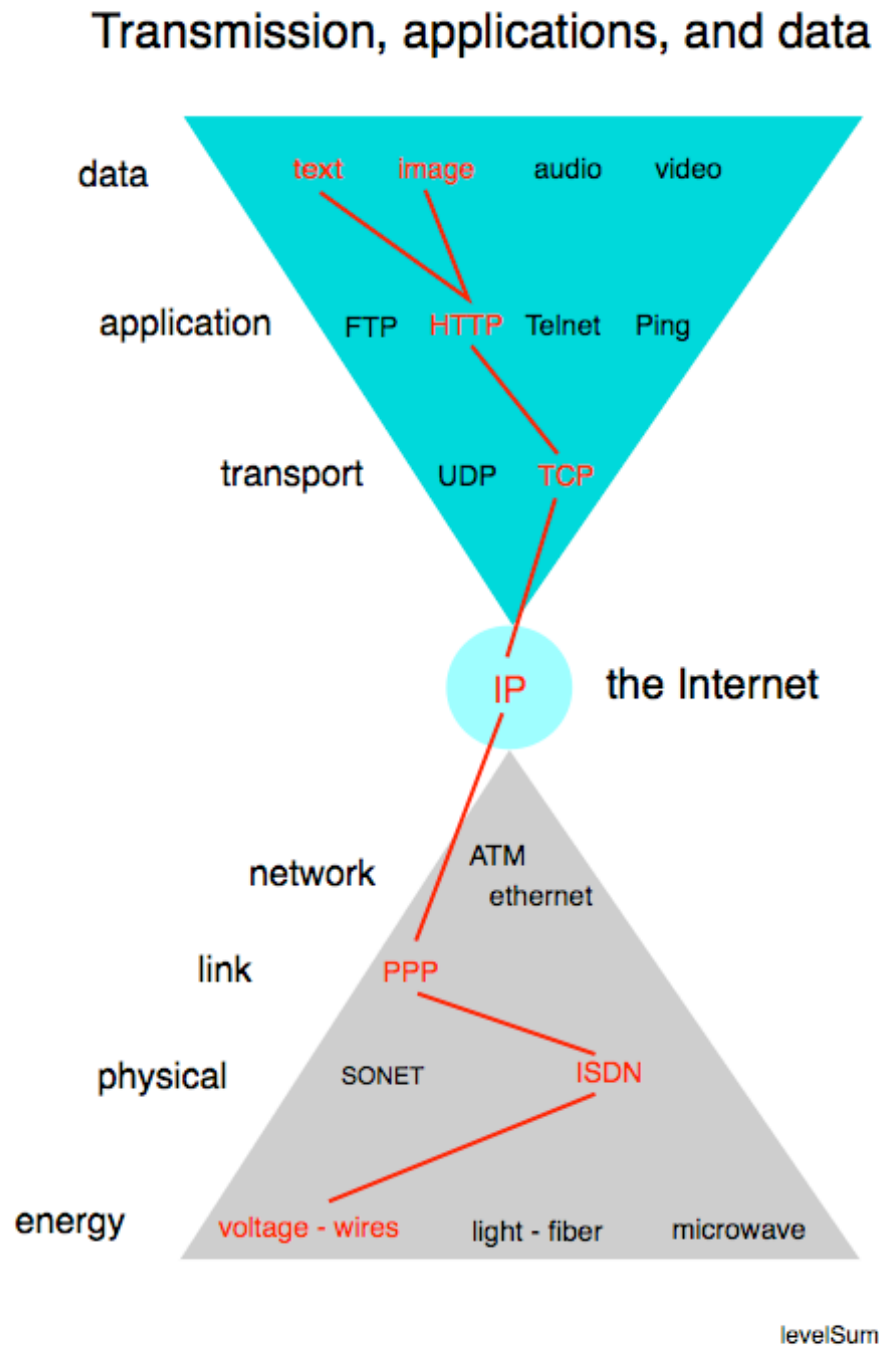 Transmission, applications, and data
data text image audio video
application FTP HTTP Telnet Ping
transport UDP TCP
IP the Internet
ATM
network
ethernet
link PPP
physical SONET ISDN
energy voltage - wires light - fiber microwave
levelSum